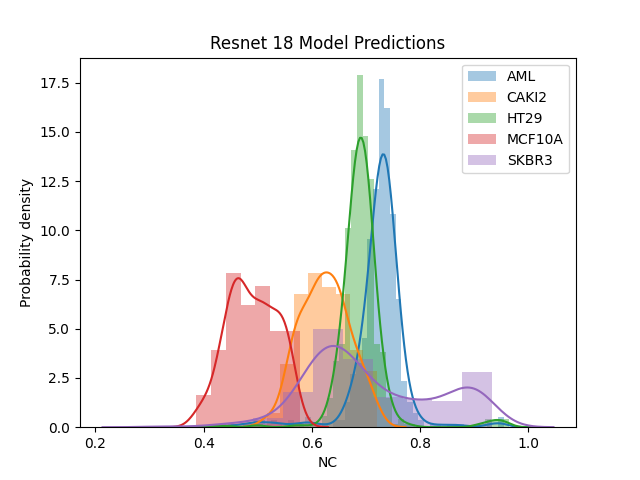 Resnet 18 Model Predictions
Probability density
17.5
15.0
12.5
10.0
7.5
5.0
2.5
0.0
0.2 0.4 0.6 0.8 1.0
NC
AML
CAKI2
HT29
MCF10A
SKBR3